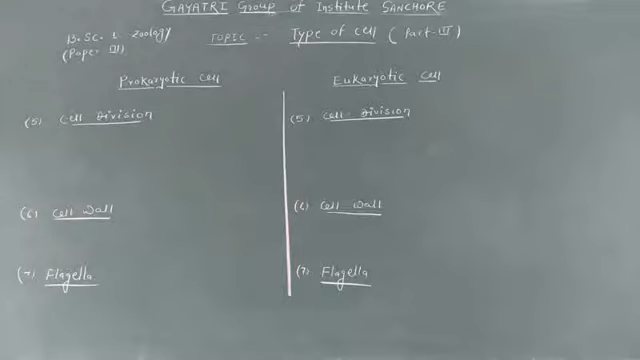 GAYATRI Group of Institute SANCHORE
B.Sc. I Zoology
(Paper III)
TOPIC :- Type of cell (Part-II)
Prokaryotic cell
Eukaryotic cell
(5) Cell Division
(5) Cell Division
(6) Cell Wall
(6) Cell Wall
(7) Flagella
(7) Flagella